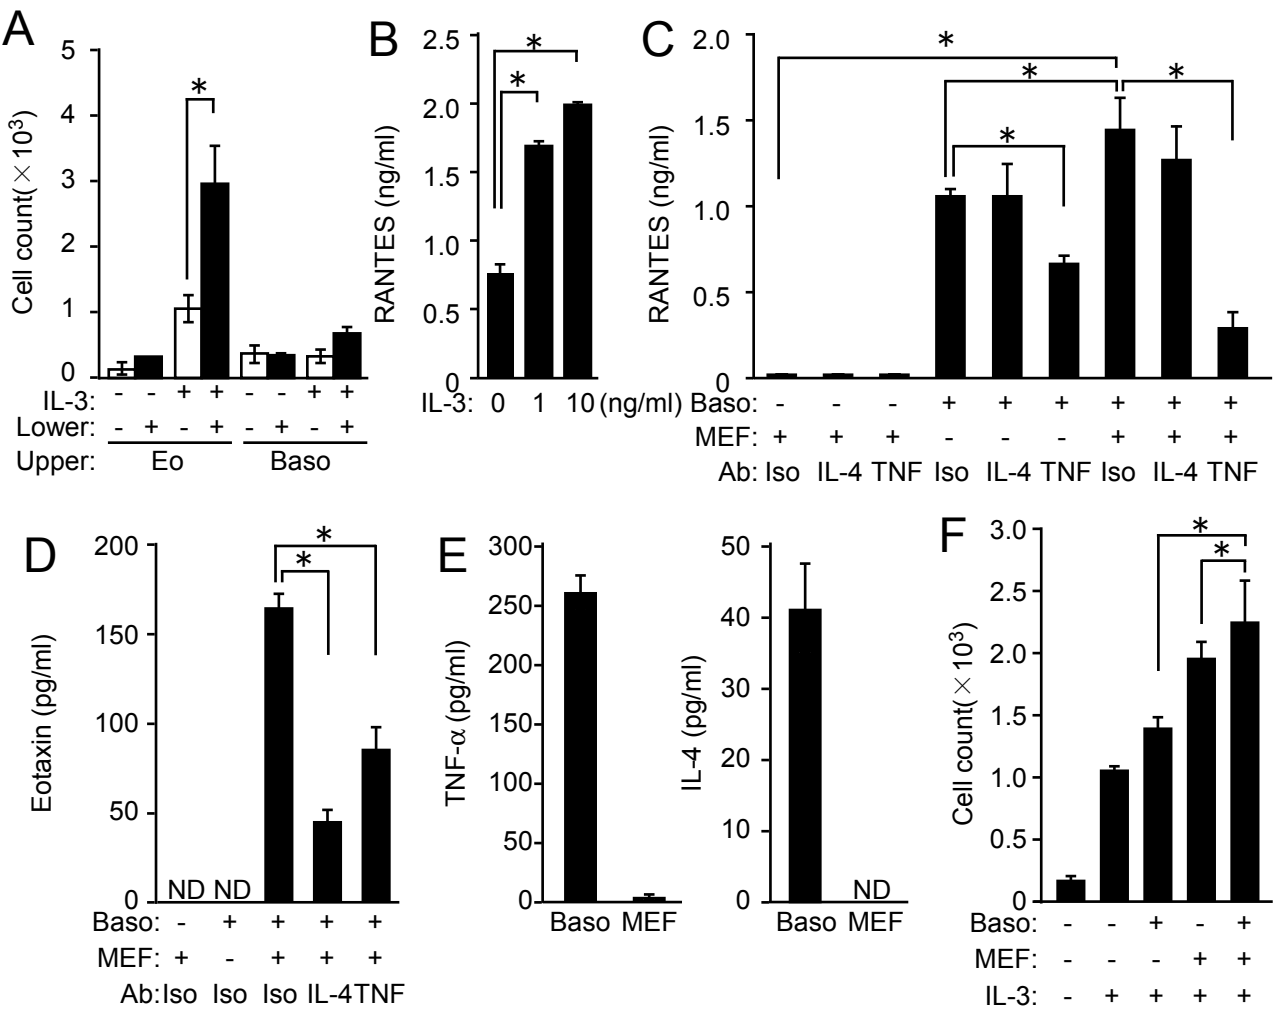 A
Cell count(×10³)
5
4
3
2
1
0
*
IL-3: - - + + - - + +
Lower: - + - + - + - +
Upper: Eo Baso
B
RANTES (ng/ml)
2.5
2.0
1.5
1.0
0.5
0
*
*
IL-3: 0 1 10 (ng/ml)
C
RANTES (ng/ml)
2.0
1.5
1.0
0.5
0
*
*
*
*
Baso: - - - + + + + + +
MEF: + + + - - - + + +
Ab: Iso IL-4 TNF Iso IL-4 TNF Iso IL-4 TNF
D
Eotaxin (pg/ml)
200
150
100
50
0
*
*
ND ND
Baso: - + + + +
MEF: + - + + +
Ab: Iso Iso Iso IL-4 TNF
E
TNF-α (pg/ml)
300
250
200
150
100
50
0
Baso MEF
IL-4 (pg/ml)
50
40
30
20
10
0
ND
Baso MEF
F
Cell count(×10³)
3.0
2.5
2.0
1.5
1.0
0.5
0
*
*
Baso: - - + - +
MEF: - - - + +
IL-3: - + + + +